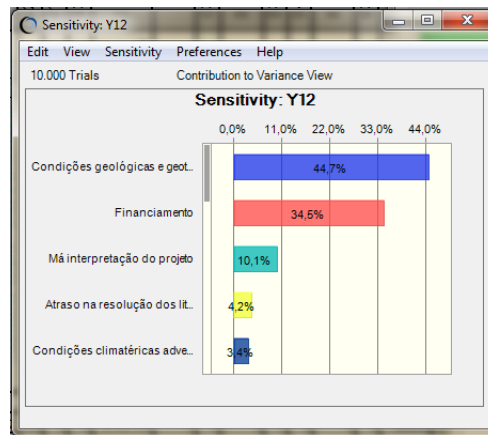 Sensitivity: Y12
Edit View Sensitivity Preferences Help
10.000 Trials Contribution to Variance View
Sensitivity: Y12
0,0% 11,0% 22,0% 33,0% 44,0%
Condições geológicas e geot... 44,7%
Financiamento 34,5%
Má interpretação do projeto 10,1%
Atraso na resolução dos lit... 4,2%
Condições climatéricas adve... 3,4%